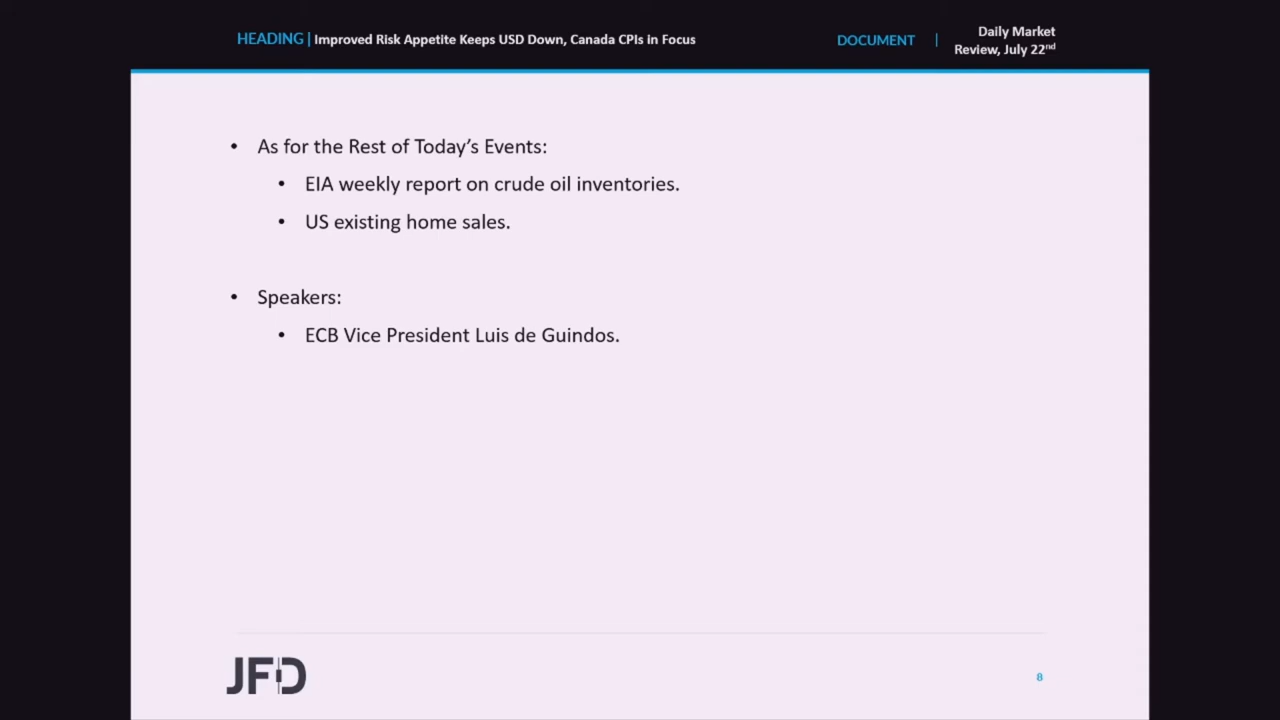 HEADING | Improved Risk Appetite Keeps USD Down, Canada CPIs in Focus
DOCUMENT |
Daily Market
Review, July 22nd
• As for the Rest of Today’s Events:
• EIA weekly report on crude oil inventories.
• US existing home sales.
• Speakers:
• ECB Vice President Luis de Guindos.
JFD
8